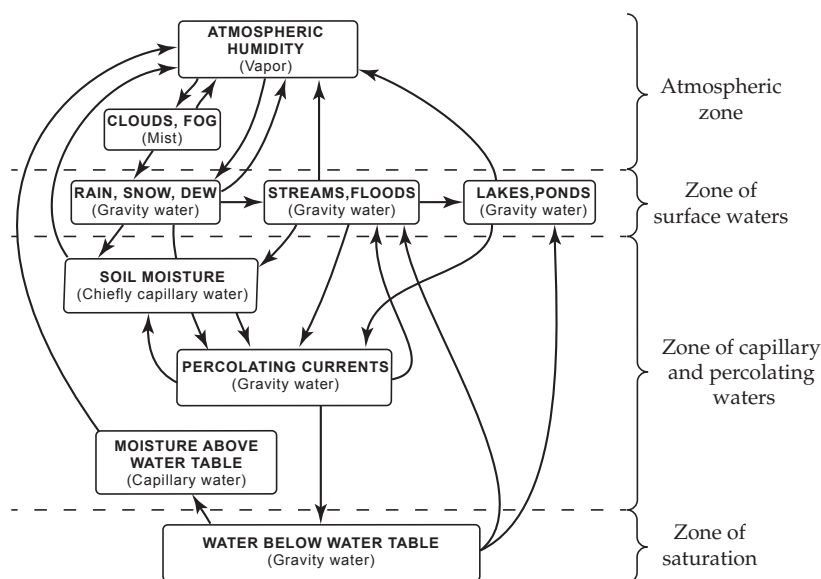 ATMOSPHERIC
HUMIDITY
(Vapor)
CLOUDS, FOG
(Mist)
Atmospheric
zone
RAIN, SNOW, DEW
(Gravity water)
STREAMS,FLOODS
(Gravity water)
LAKES,PONDS
(Gravity water)
Zone of
surface waters
SOIL MOISTURE
(Chiefly capillary water)
PERCOLATING CURRENTS
(Gravity water)
MOISTURE ABOVE
WATER TABLE
(Capillary water)
Zone of capillary
and percolating
waters
WATER BELOW WATER TABLE
(Gravity water)
Zone of
saturation